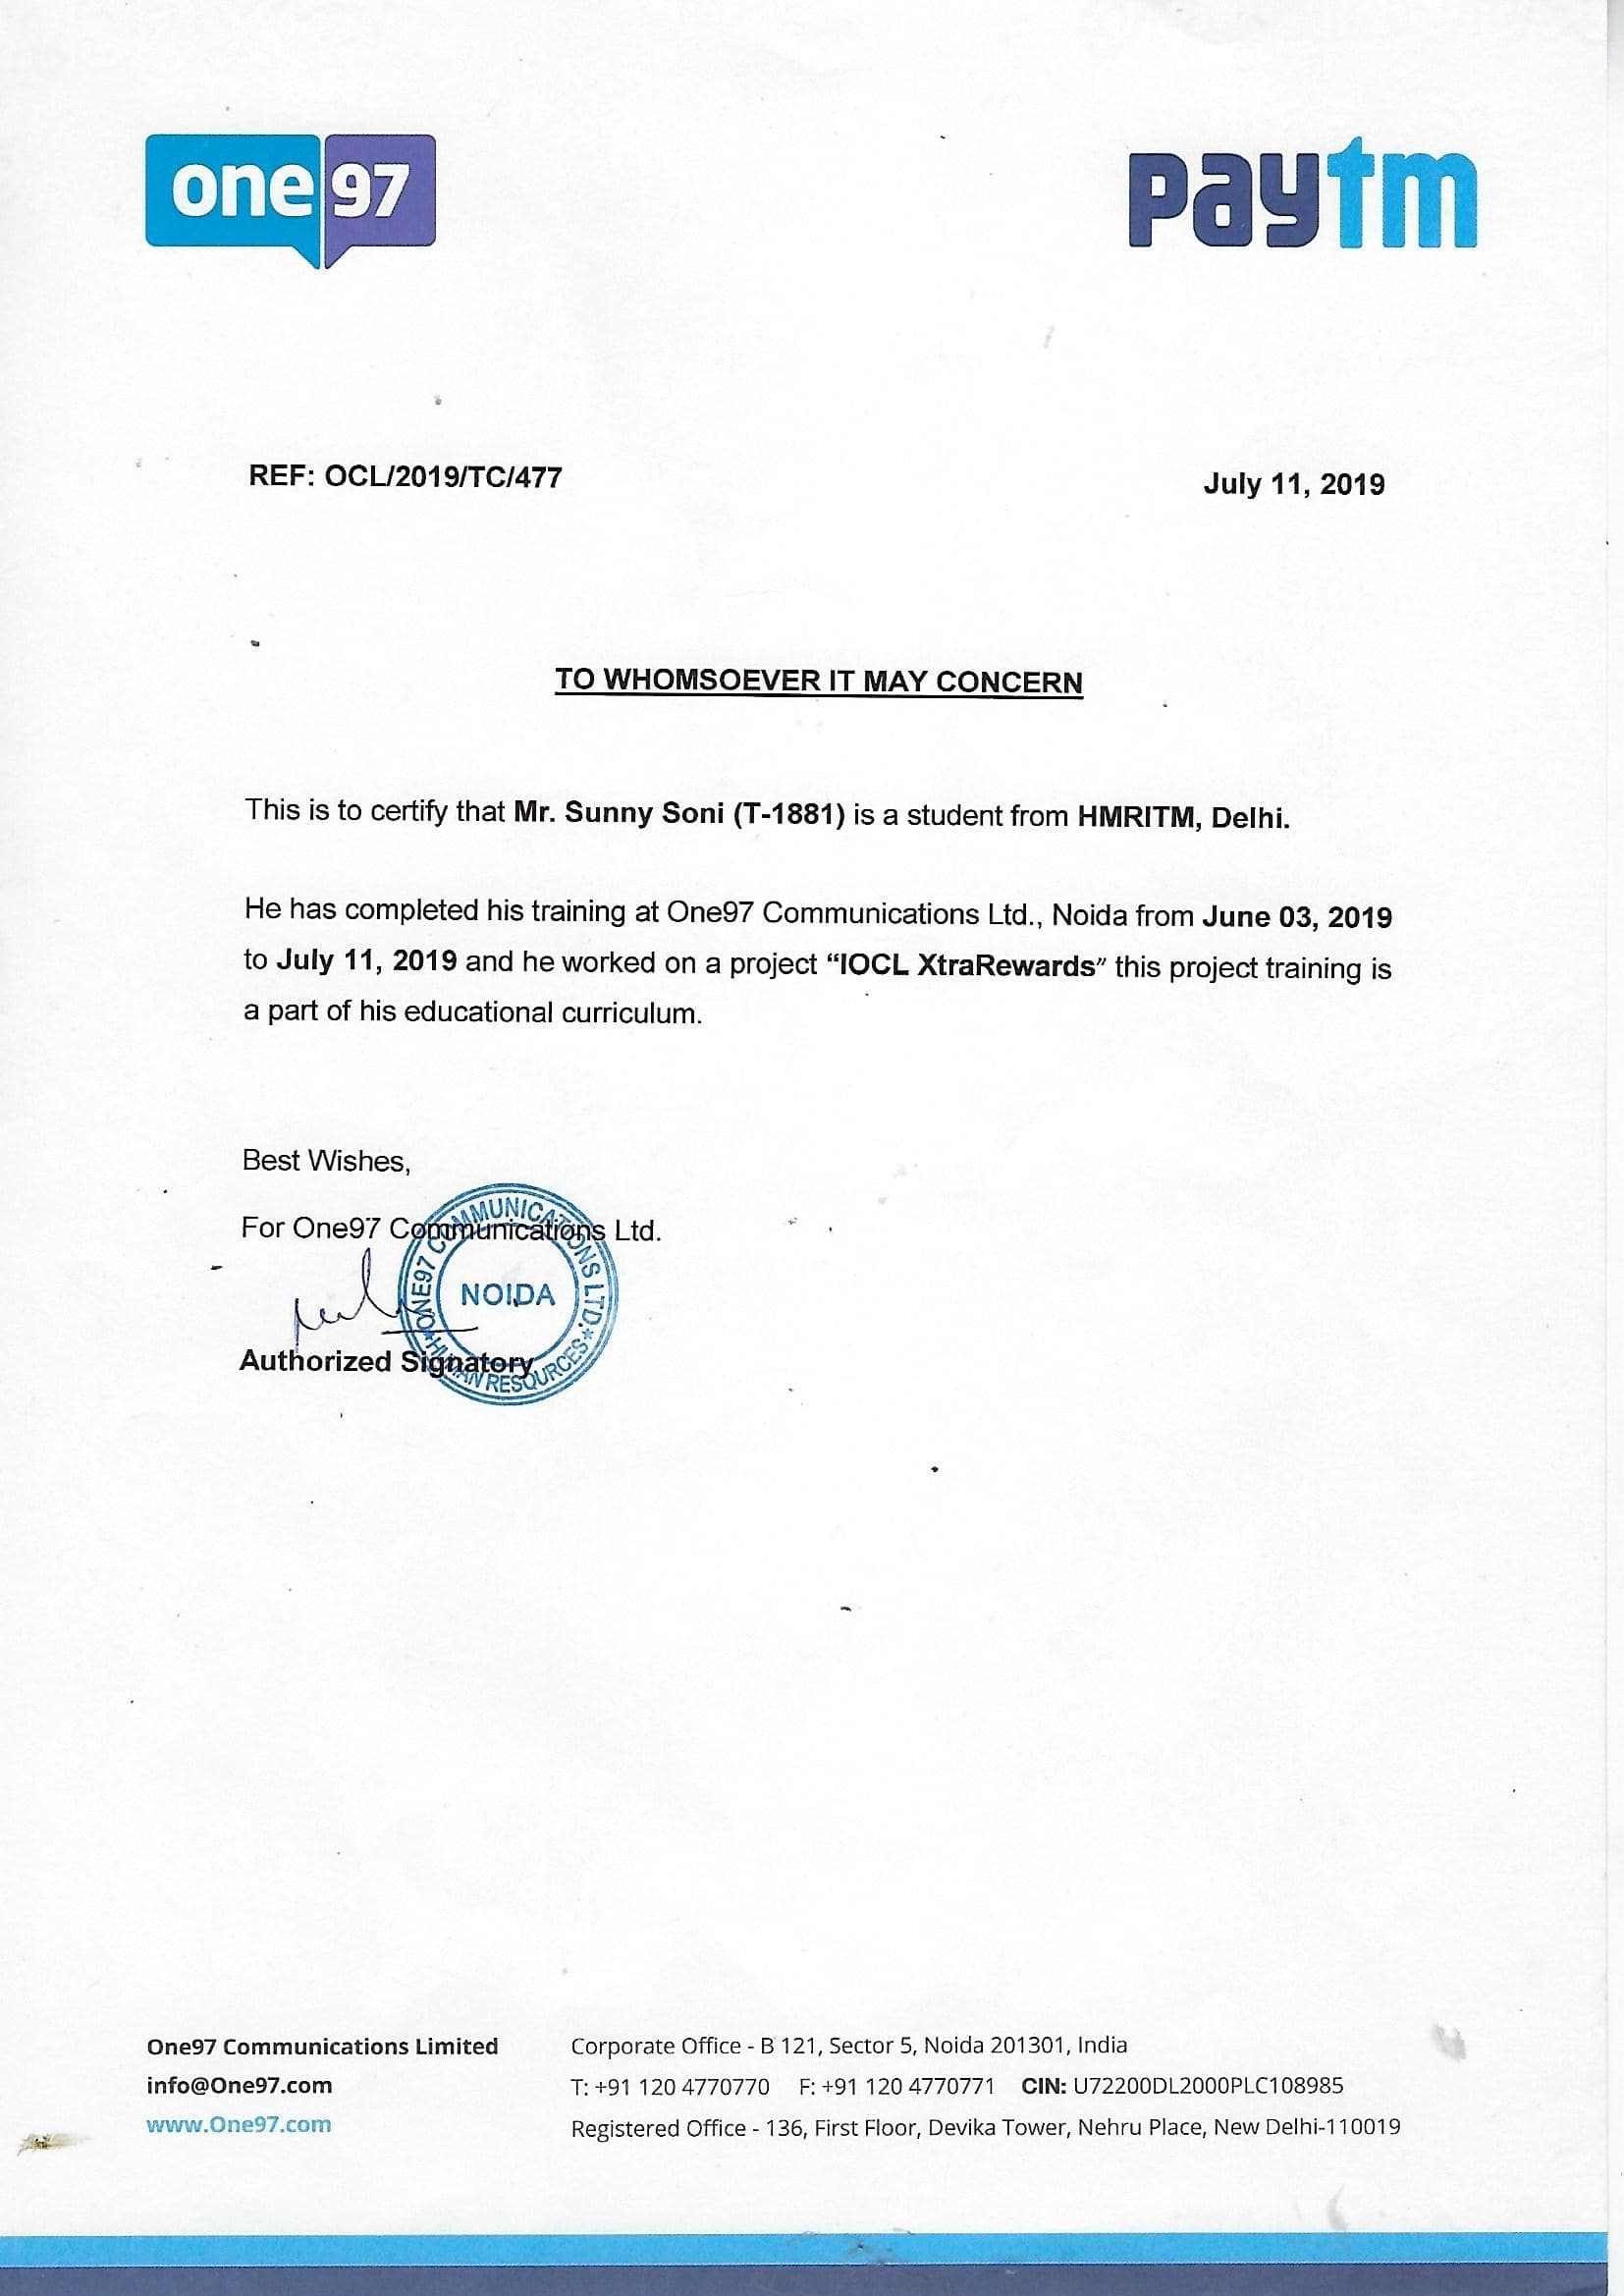 one97
paytm
REF: OCL/2019/TC/477
July 11, 2019
TO WHOMSOEVER IT MAY CONCERN
This is to certify that Mr. Sunny Soni (T-1881) is a student from HMRITM, Delhi.
He has completed his training at One97 Communications Ltd., Noida from June 03, 2019
to July 11, 2019 and he worked on a project “IOCL XtraRewards” this project training is
a part of his educational curriculum.
Best Wishes,
For One97 Communications Ltd.
ONE97 COMMUNICATIONS LTD.
NOIDA
★HUMAN RESOURCES★
Authorized Signatory
One97 Communications Limited
info@One97.com
www.One97.com
Corporate Office - B 121, Sector 5, Noida 201301, India
T: +91 120 4770770 F: +91 120 4770771 CIN: U72200DL2000PLC108985
Registered Office - 136, First Floor, Devika Tower, Nehru Place, New Delhi-110019